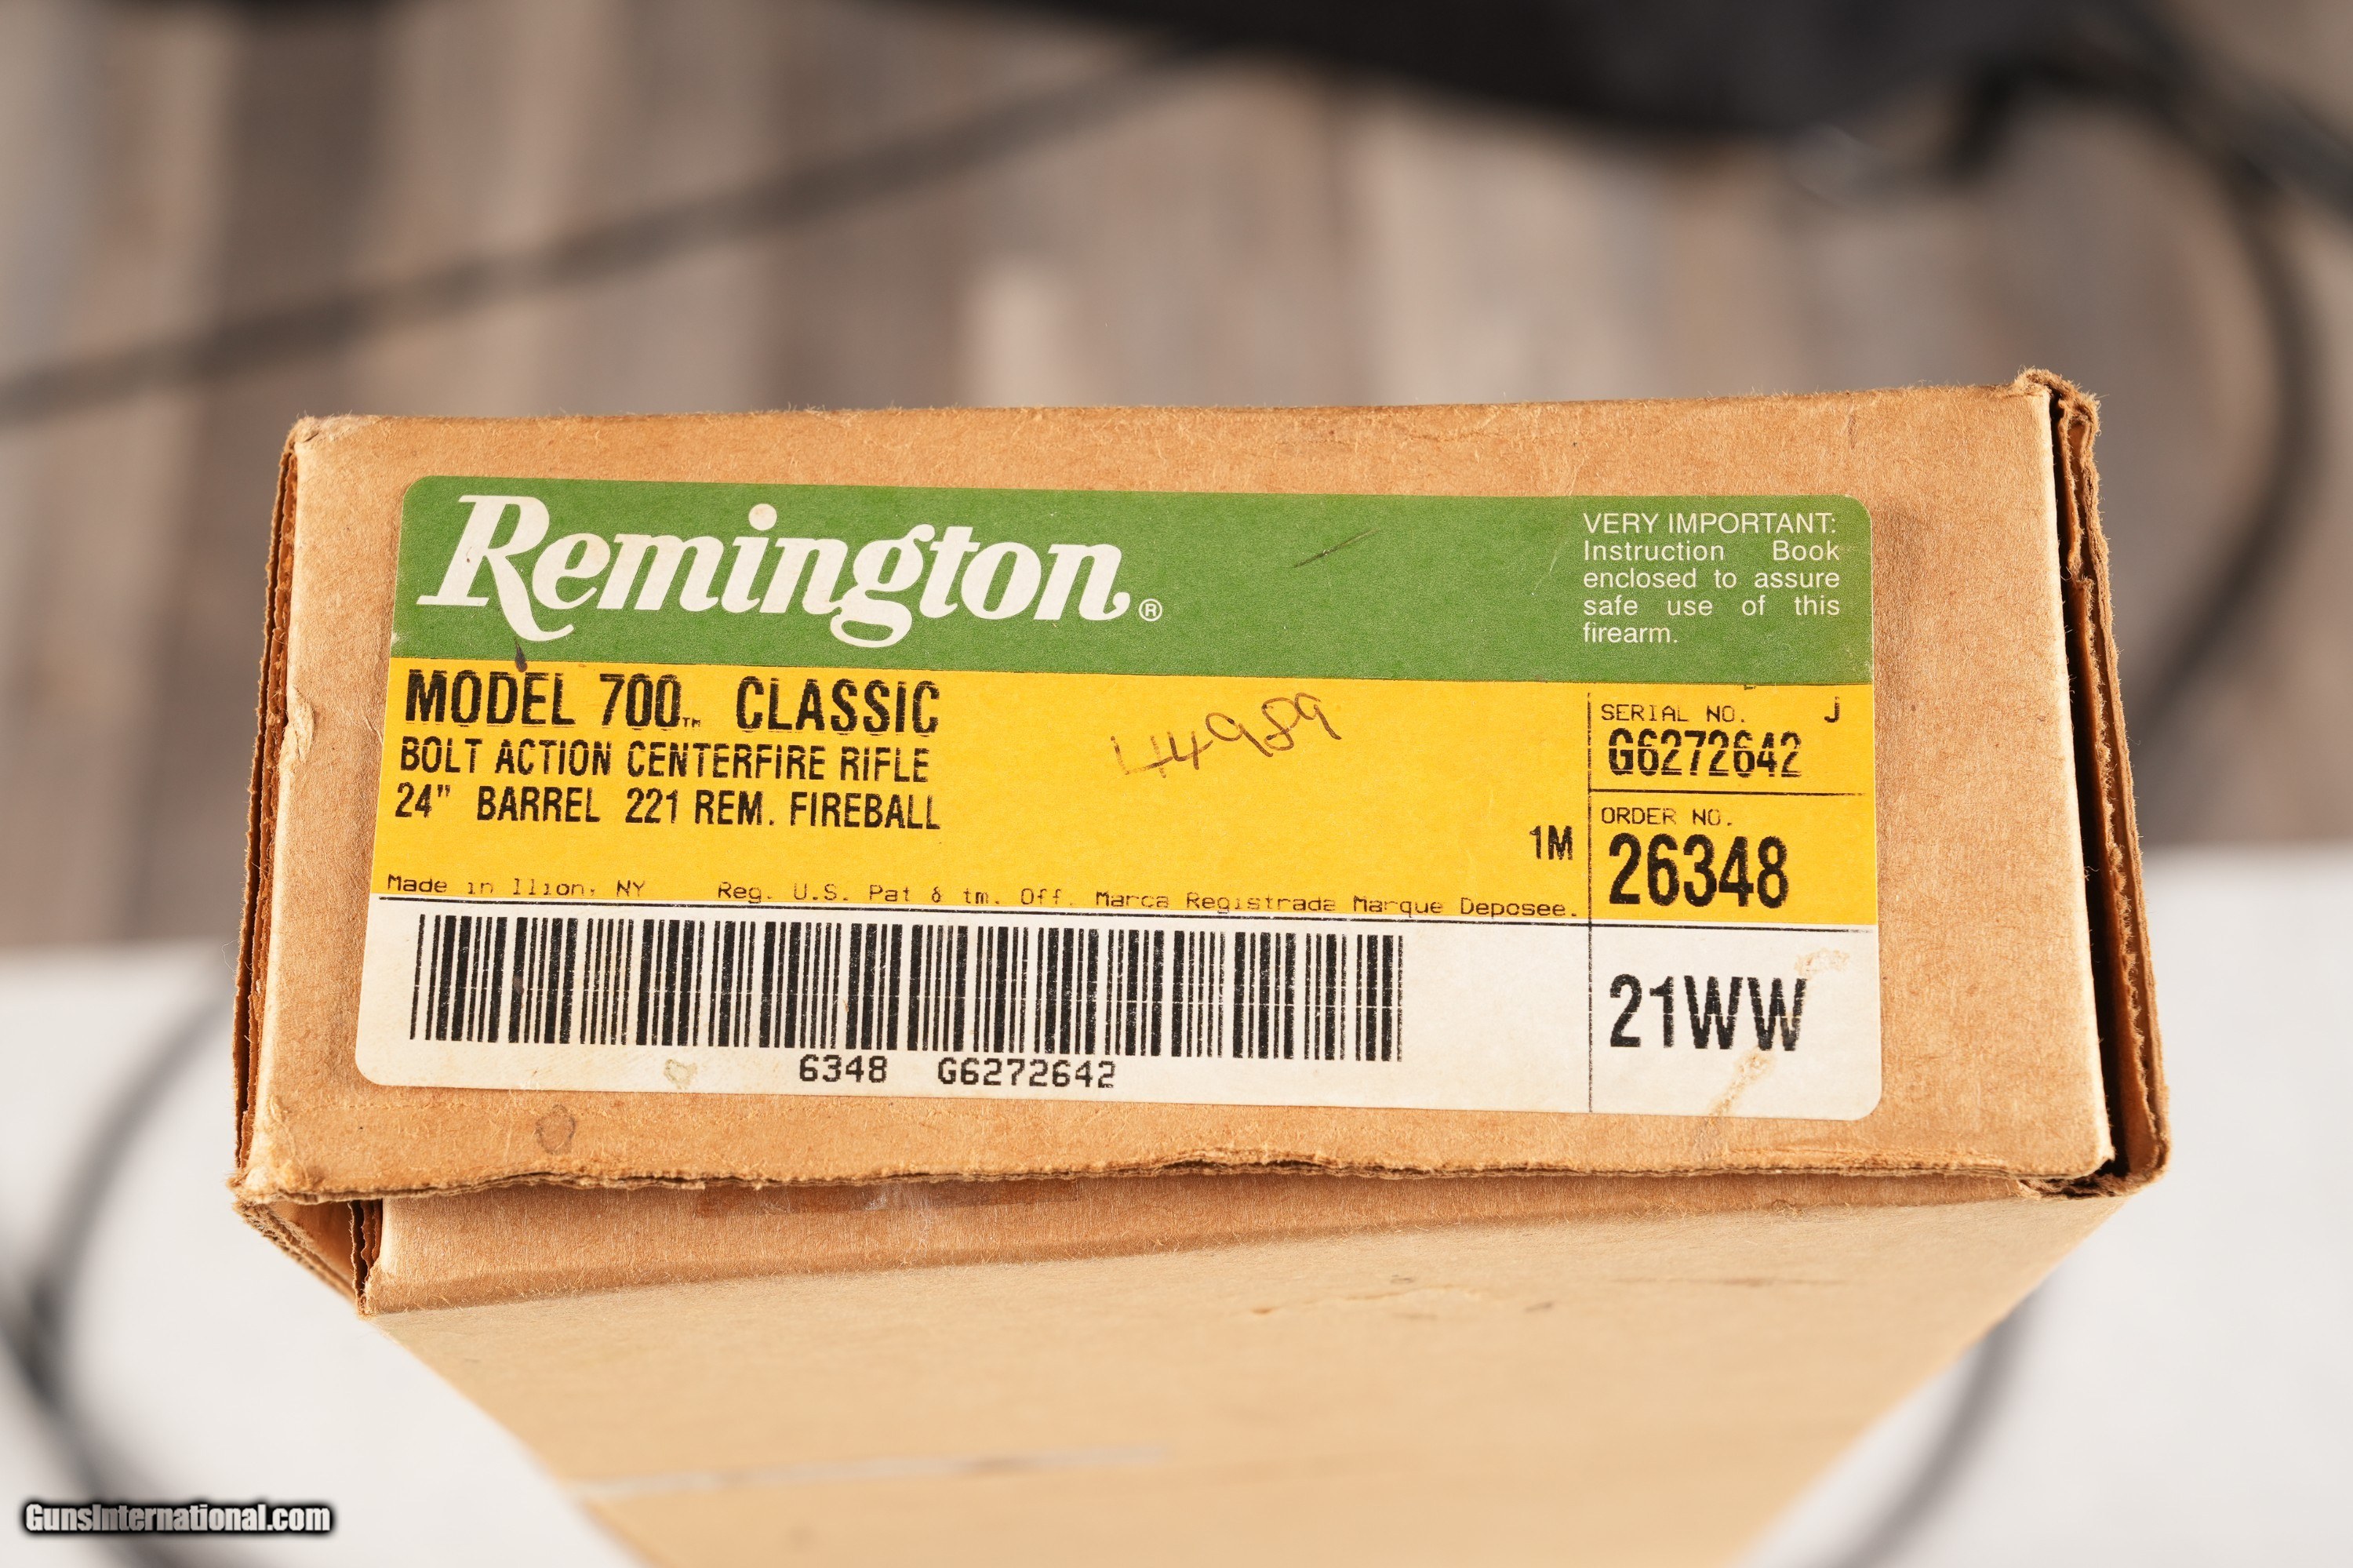 Remington®
VERY IMPORTANT:
Instruction Book
enclosed to assure
safe use of this
firearm.
MODEL 700™ CLASSIC
BOLT ACTION CENTERFIRE RIFLE
24" BARREL 221 REM. FIREBALL
44989
1M
Made in Ilion, NY Reg. U.S. Pat & tm. Off. Marca Registrada Marque Deposee.
SERIAL NO. J
G6272642
ORDER NO.
26348
6348 G6272642
21WW
GunsInternational.com